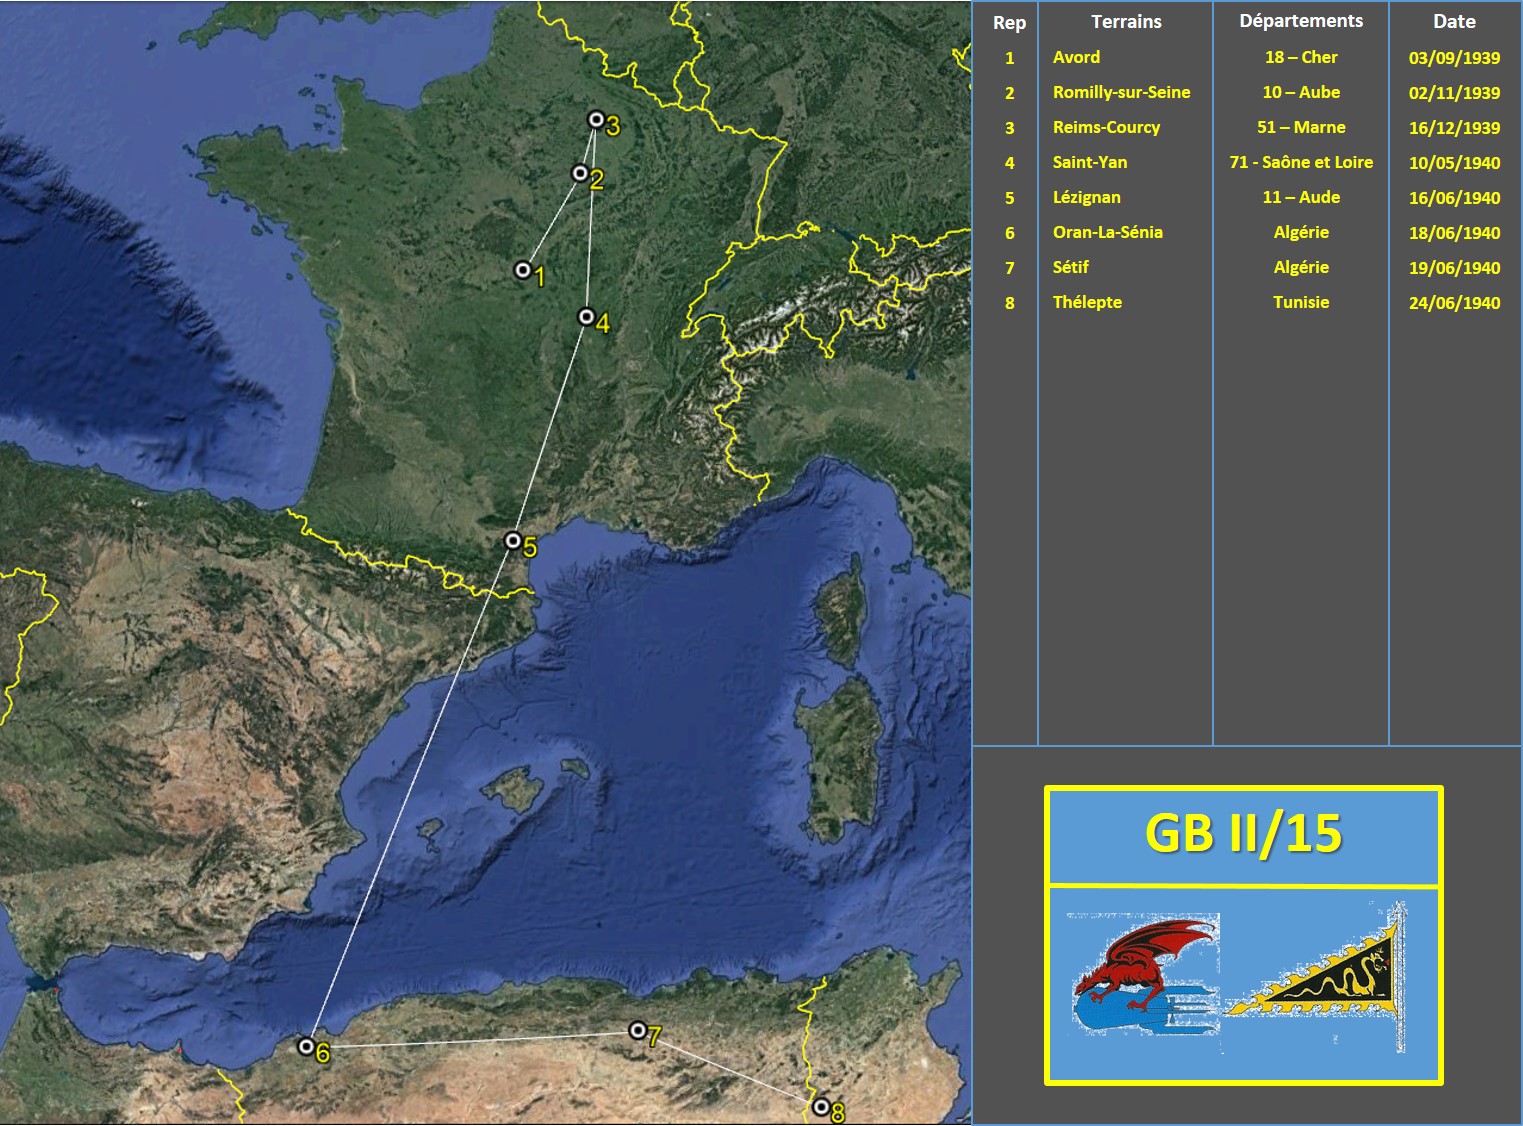 Rep Terrains Départements Date
1 Avord 18 – Cher 03/09/1939
2 Romilly-sur-Seine 10 – Aube 02/11/1939
3 Reims-Courcy 51 – Marne 16/12/1939
4 Saint-Yan 71 - Saône et Loire 10/05/1940
5 Lézignan 11 – Aude 16/06/1940
6 Oran-La-Sénia Algérie 18/06/1940
7 Sétif Algérie 19/06/1940
8 Thélepte Tunisie 24/06/1940
3
2
1
4
5
7
6
8
GB II/15